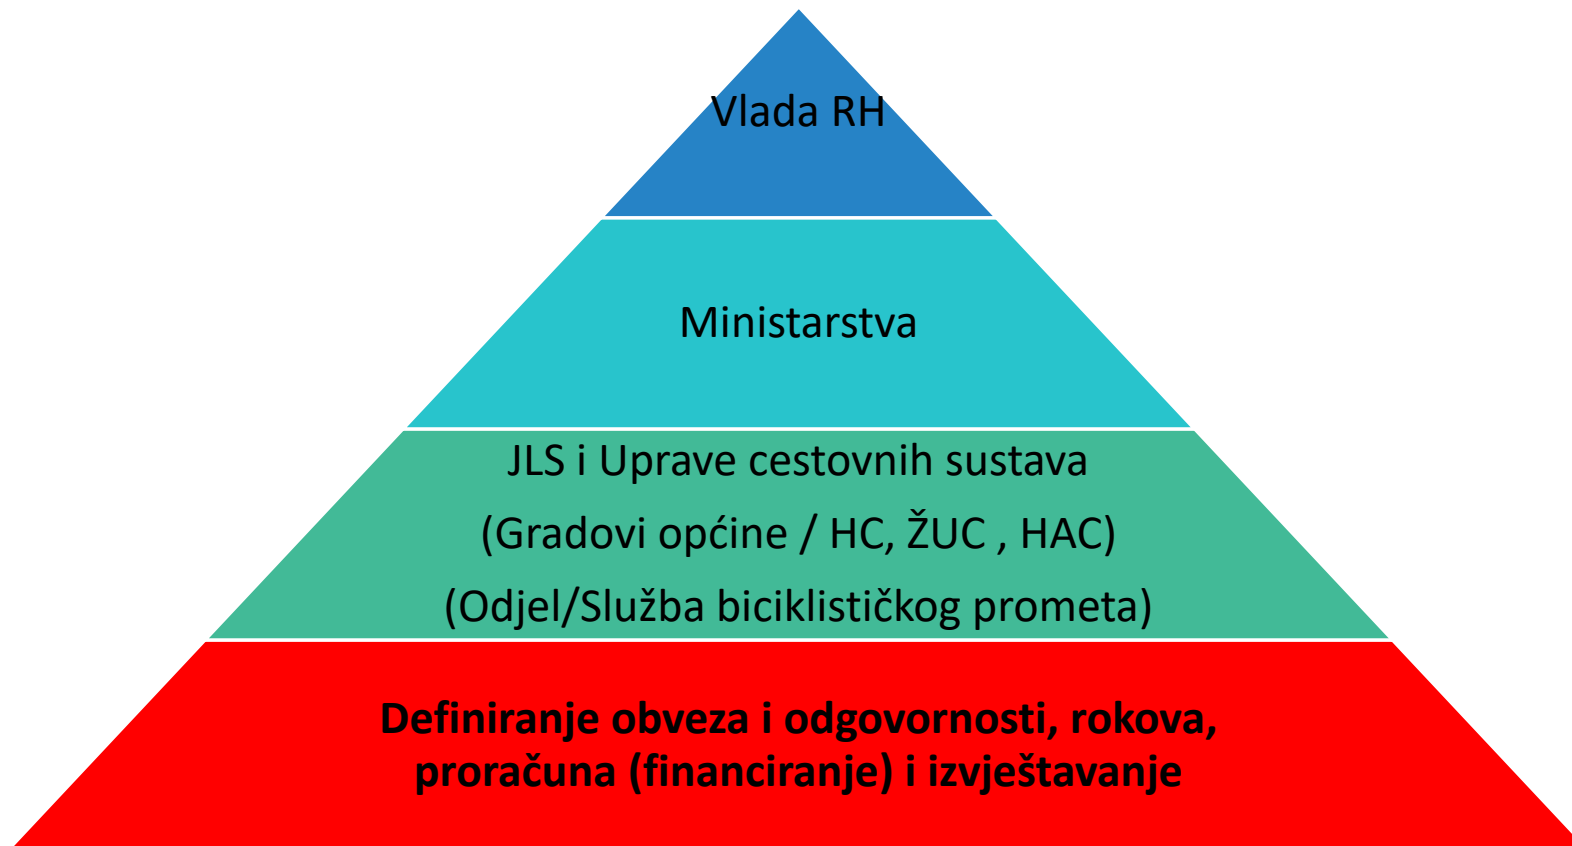 Vlada RH
Ministarstva
JLS i Uprave cestovnih sustava
(Gradovi općine / HC, ŽUC , HAC)
(Odjel/Služba biciklističkog prometa)
Definiranje obveza i odgovornosti, rokova,
proračuna (financiranje) i izvještavanje